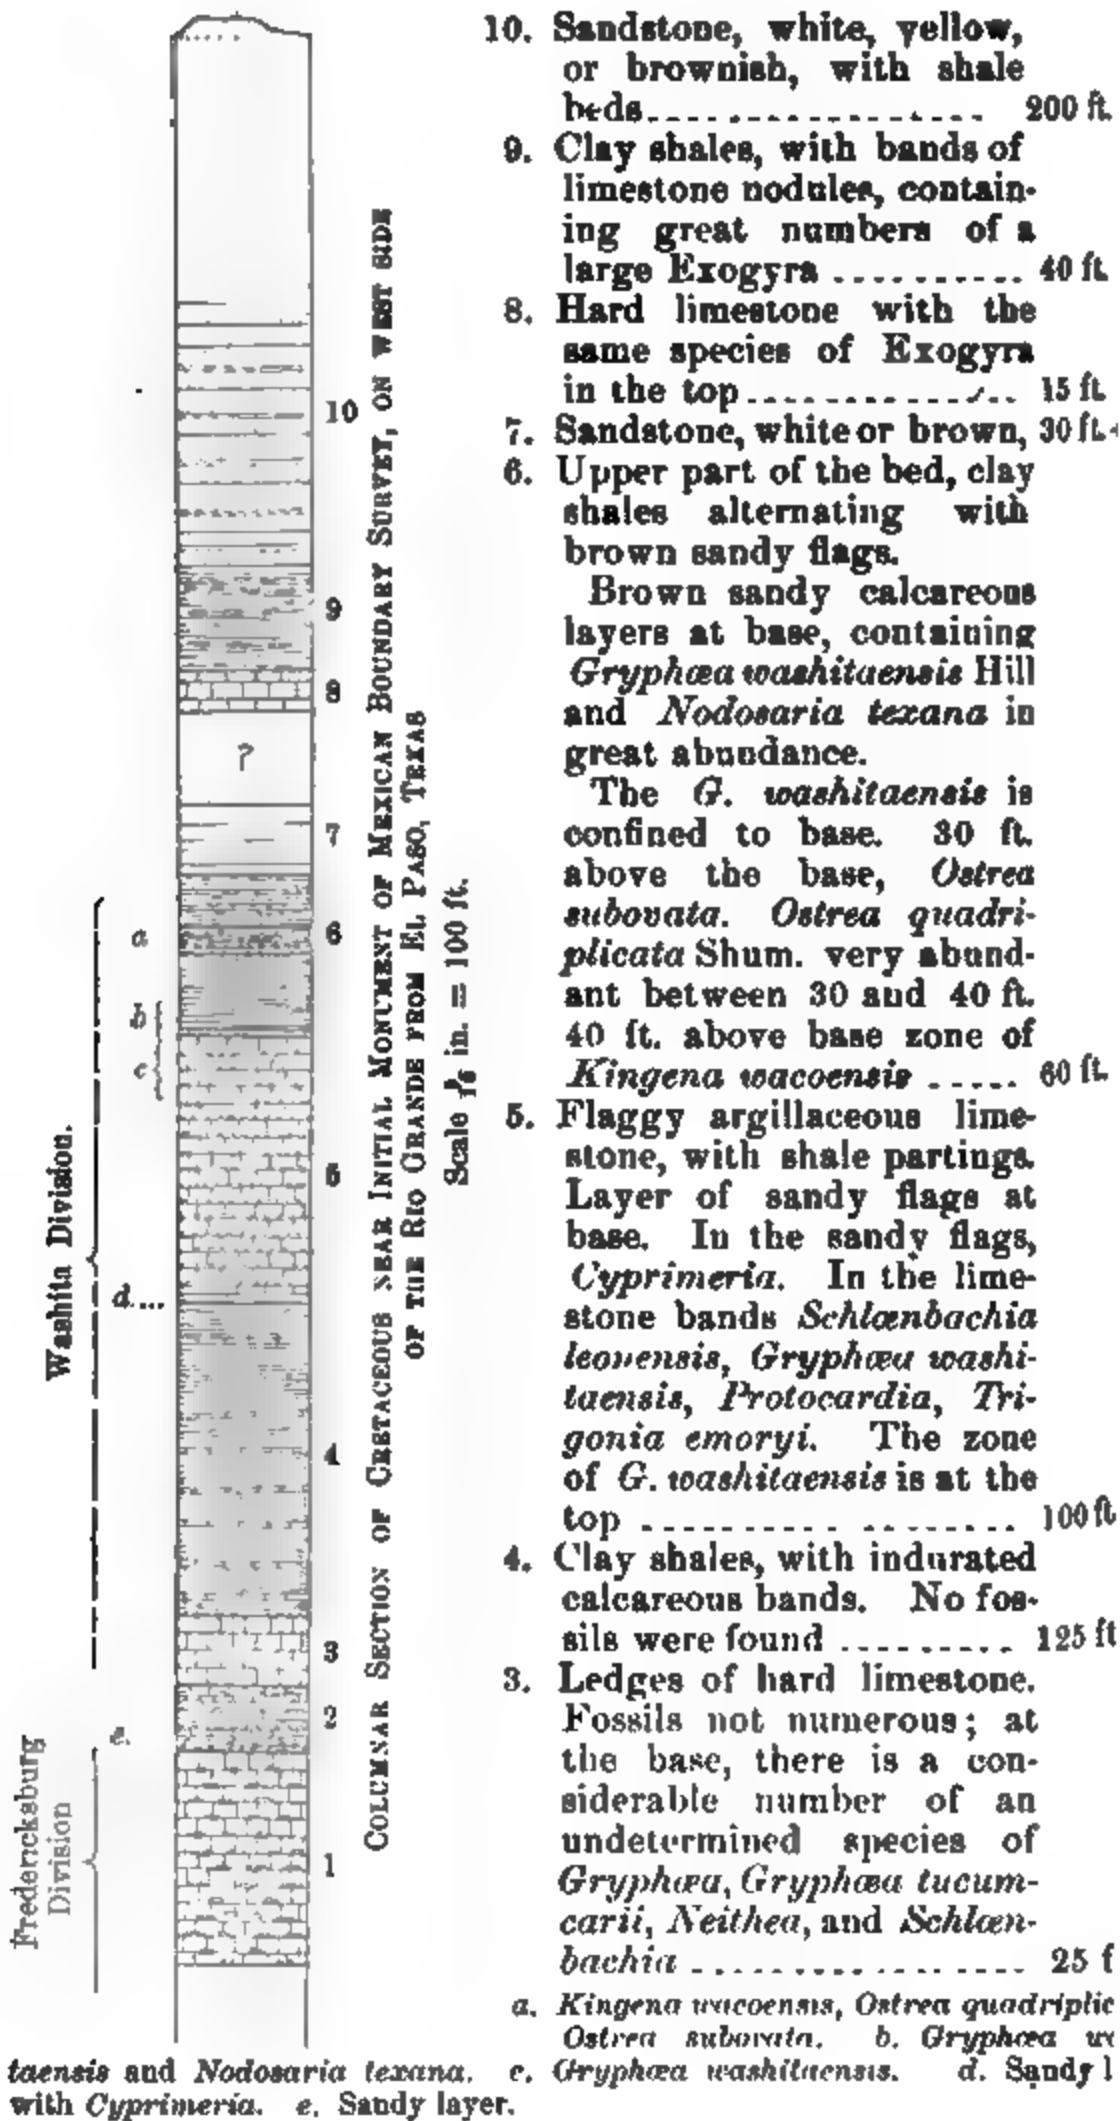 10. Sandstone, white, yellow,
or brownish, with shale
beds.................. 200 ft.
9. Clay shales, with bands of
limestone nodules, contain-
ing great numbers of a
large Exogyra .......... 40 ft.
8. Hard limestone with the
same species of Exogyra
in the top.............. 15 ft.
7. Sandstone, white or brown, 30 ft.
6. Upper part of the bed, clay
shales alternating with
brown sandy flags.
Brown sandy calcareous
layers at base, containing
Gryphæa washitaensis Hill
and Nodosaria texana in
great abundance.
The G. washitaensis is
confined to base. 30 ft.
above the base, Ostrea
subovata. Ostrea quadri-
plicata Shum. very abund-
ant between 30 and 40 ft.
40 ft. above base zone of
Kingena wacoensis ..... 60 ft.
5. Flaggy argillaceous lime-
stone, with shale partings.
Layer of sandy flags at
base. In the sandy flags,
Cyprimeria. In the lime-
stone bands Schlœnbachia
leonensis, Gryphæa washi-
taensis, Protocardia, Tri-
gonia emoryi. The zone
of G. washitaensis is at the
top .................. 100 ft
4. Clay shales, with indurated
calcareous bands. No fos-
sils were found ......... 125 ft
3. Ledges of hard limestone.
Fossils not numerous; at
the base, there is a con-
siderable number of an
undetermined species of
Gryphæa, Gryphæa tucum-
carii, Neithea, and Schlœn-
bachia .................. 25 f
a. Kingena wacoensis, Ostrea quadriplic
Ostrea subovata. b. Gryphæa
taensis and Nodosaria texana. c. Gryphæa washitaensis. d. Sandy l
with Cyprimeria. e. Sandy layer.
COLUMNAR SECTION OF CRETACEOUS NEAR INITIAL MONUMENT OF MEXICAN BOUNDARY SURVEY, ON WEST SIDE
OF THE RIO GRANDE FROM EL PASO, TEXAS
Scale in. = 100 ft.
10
9
8
?
7
6
5
4
3
2
1
a
b
c
d....
e.
Washita Division.
Fredericksburg
Division